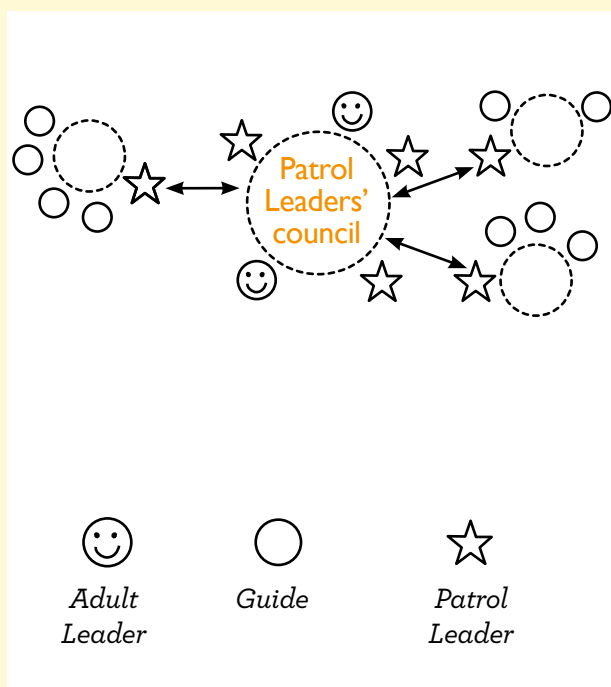 Patrol
Leaders'
council
Adult
Leader
Guide
Patrol
Leader